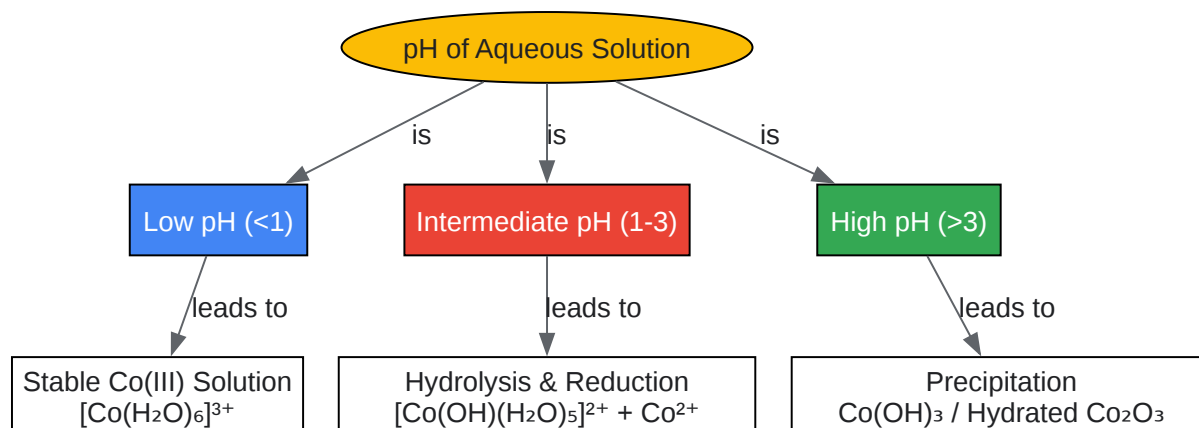 pH of Aqueous Solution
is
is
is
Low pH (<1)
Intermediate pH (1-3)
High pH (>3)
leads to
leads to
leads to
Stable Co(III) Solution
[Co(H₂O)₆]³⁺
Hydrolysis & Reduction
[Co(OH)(H₂O)₅]²⁺ + Co²⁺
Precipitation
Co(OH)₃ / Hydrated Co₂O₃